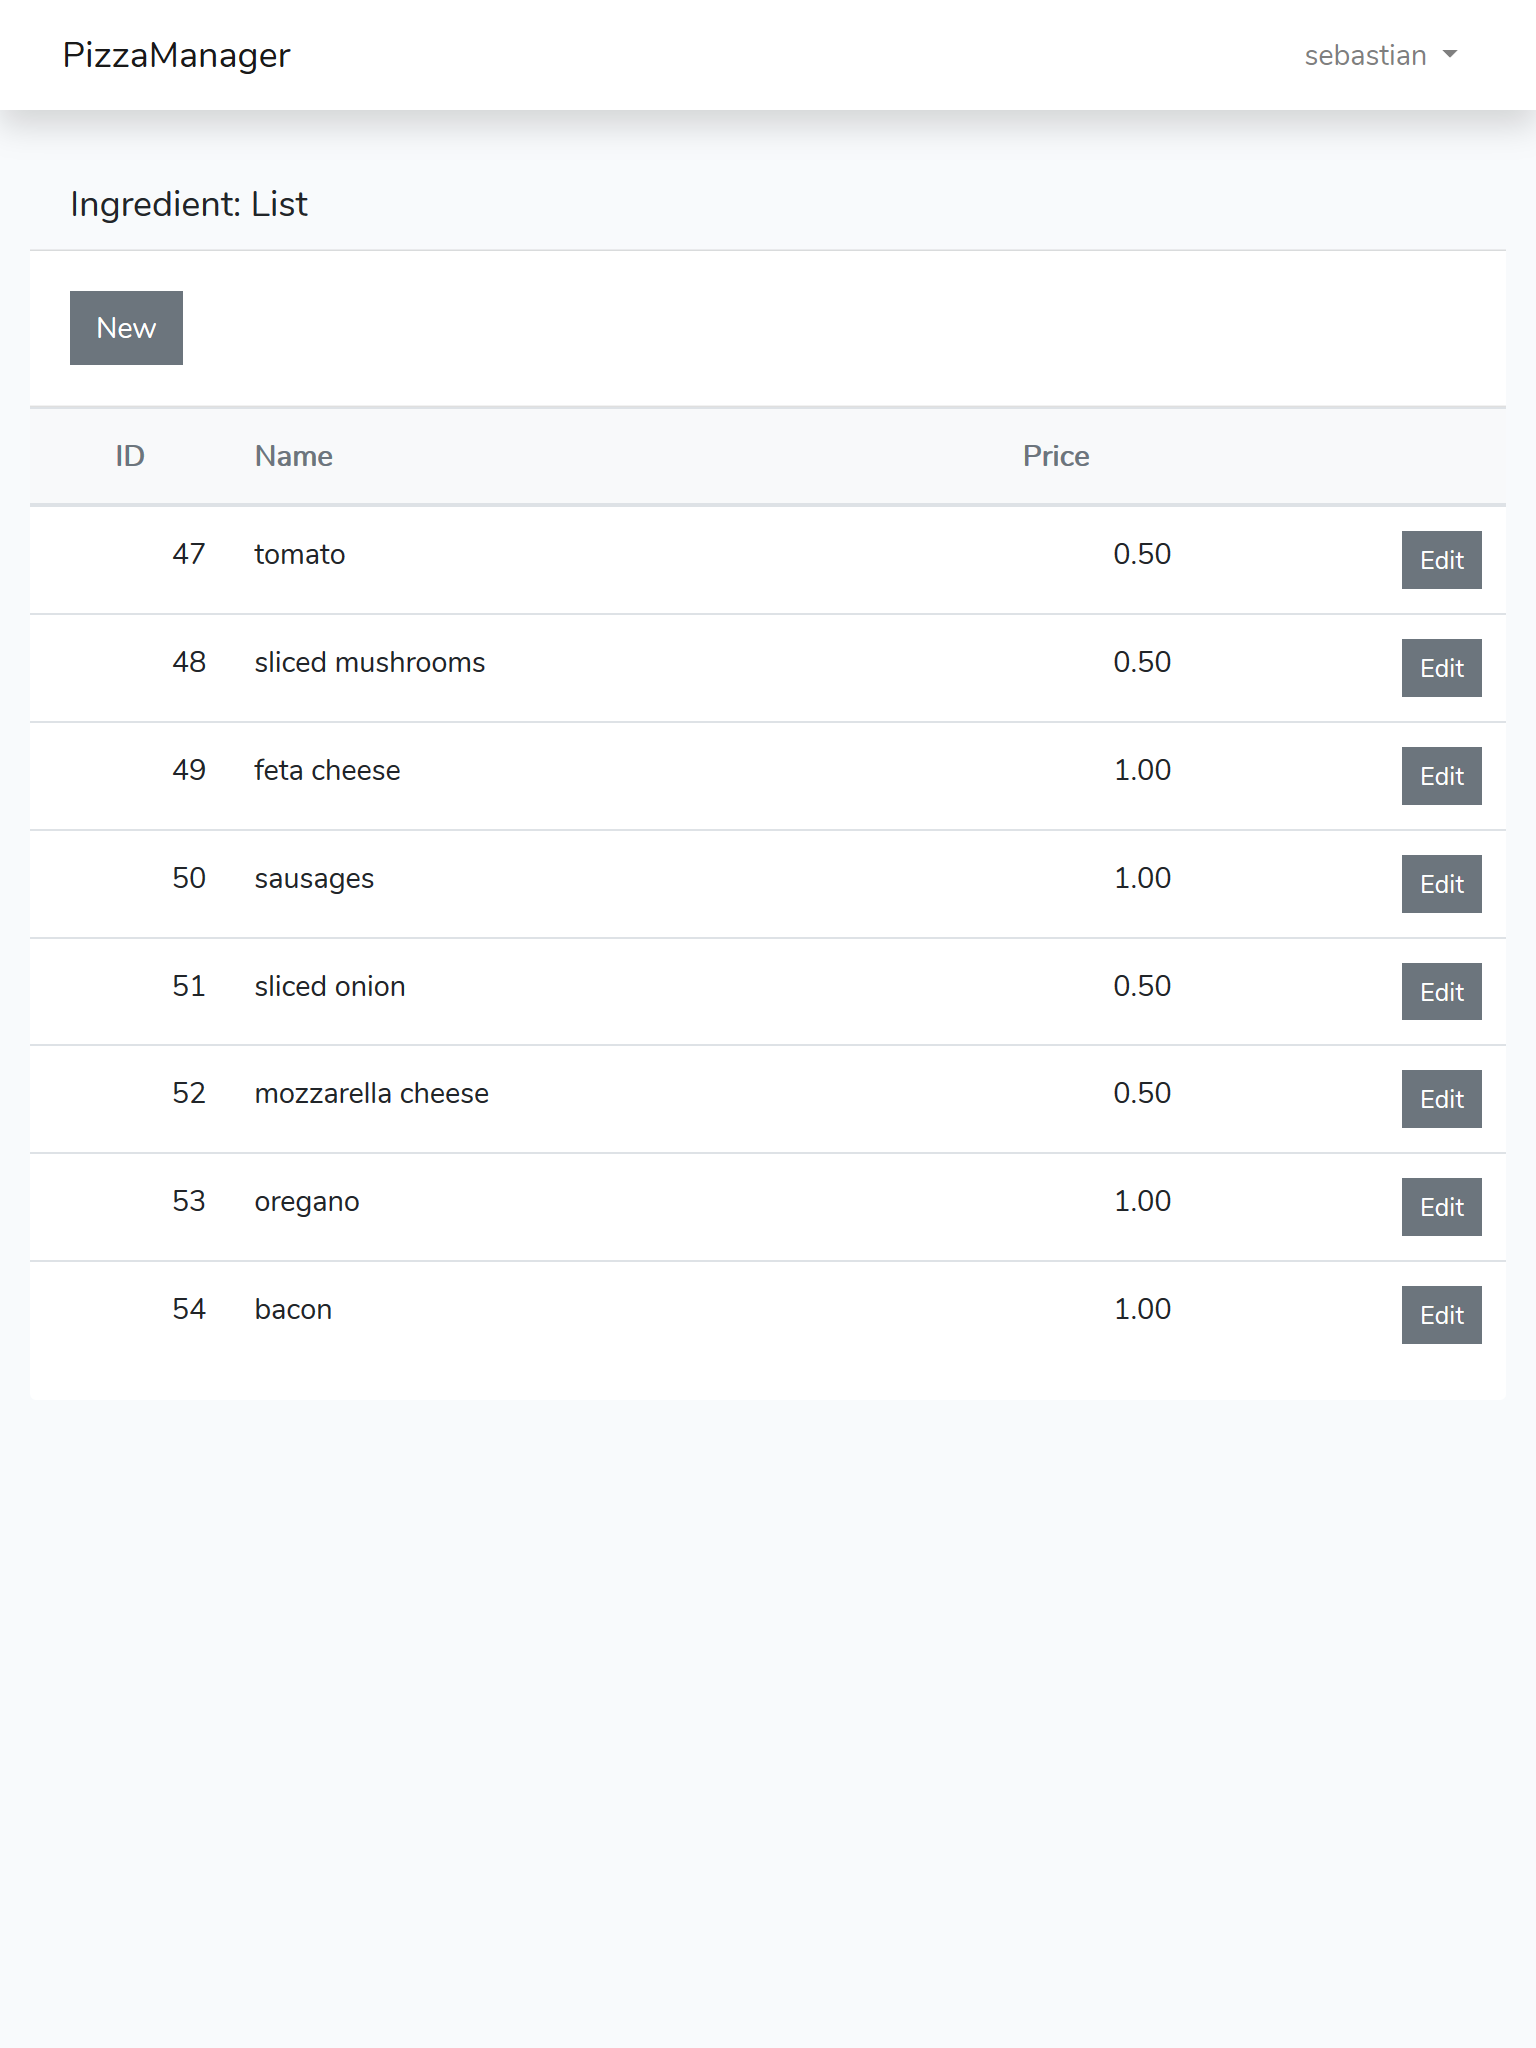 PizzaManager sebastian
Ingredient: List
New
ID Name Price
47 tomato 0.50 Edit
48 sliced mushrooms 0.50 Edit
49 feta cheese 1.00 Edit
50 sausages 1.00 Edit
51 sliced onion 0.50 Edit
52 mozzarella cheese 0.50 Edit
53 oregano 1.00 Edit
54 bacon 1.00 Edit